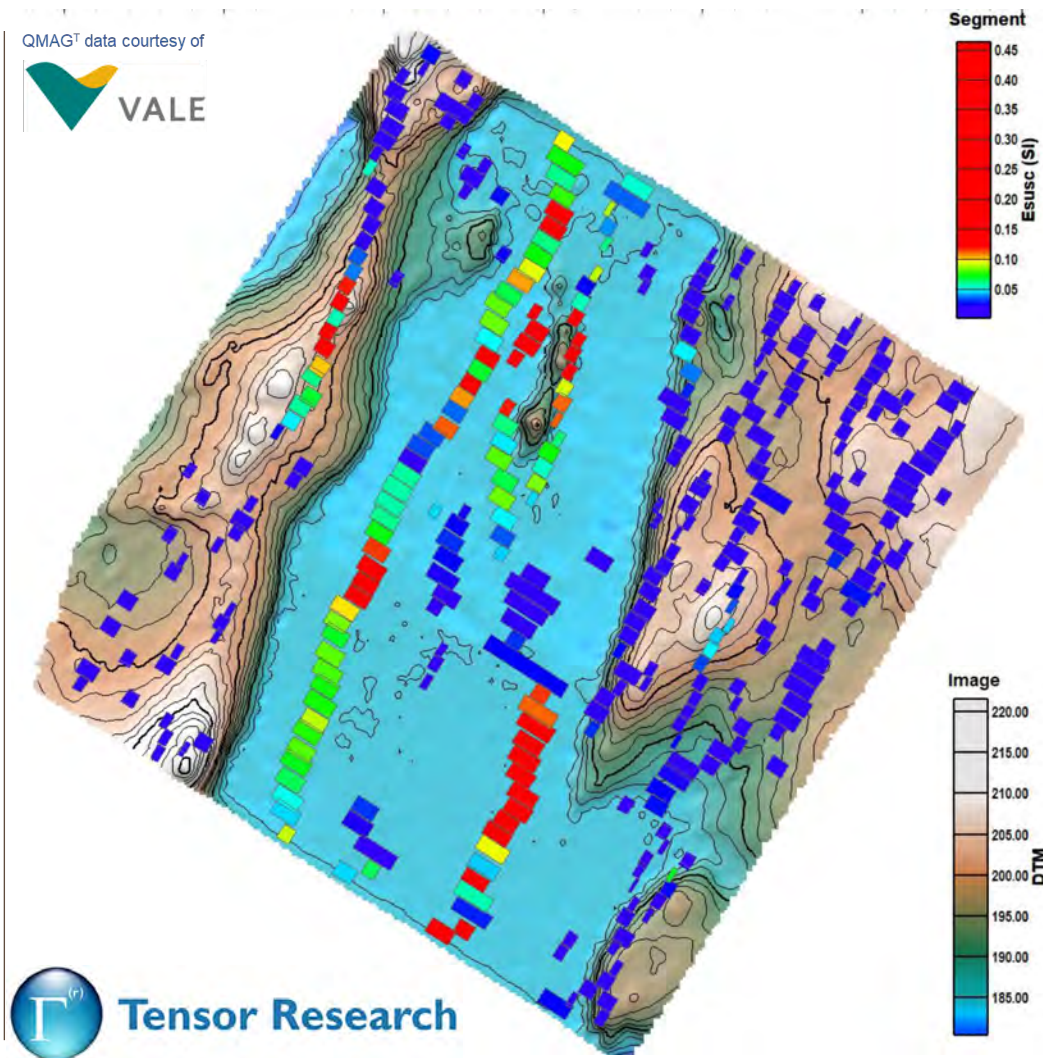 QMAGᵀ data courtesy of
VALE
Segment
0.45
0.40
0.35
0.30
0.25
0.20
0.15
0.10
0.05
Esusc (SI)
Image
220.00
215.00
210.00
205.00
200.00
195.00
190.00
185.00
DTM
Γ(r)
Tensor Research